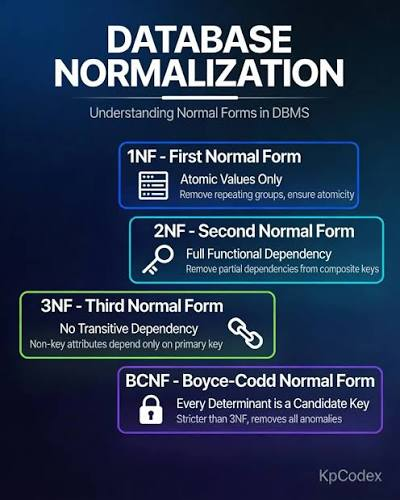 DATABASE
NORMALIZATION
Understanding Normal Forms in DBMS
1NF - First Normal Form
Atomic Values Only
Remove repeating groups, ensure atomicity
2NF - Second Normal Form
Full Functional Dependency
Remove partial dependencies from composite keys
3NF - Third Normal Form
No Transitive Dependency
Non-key attributes depend only on primary key
BCNF - Boyce-Codd Normal Form
Every Determinant is a Candidate Key
Stricter than 3NF, removes all anomalies
KpCodex